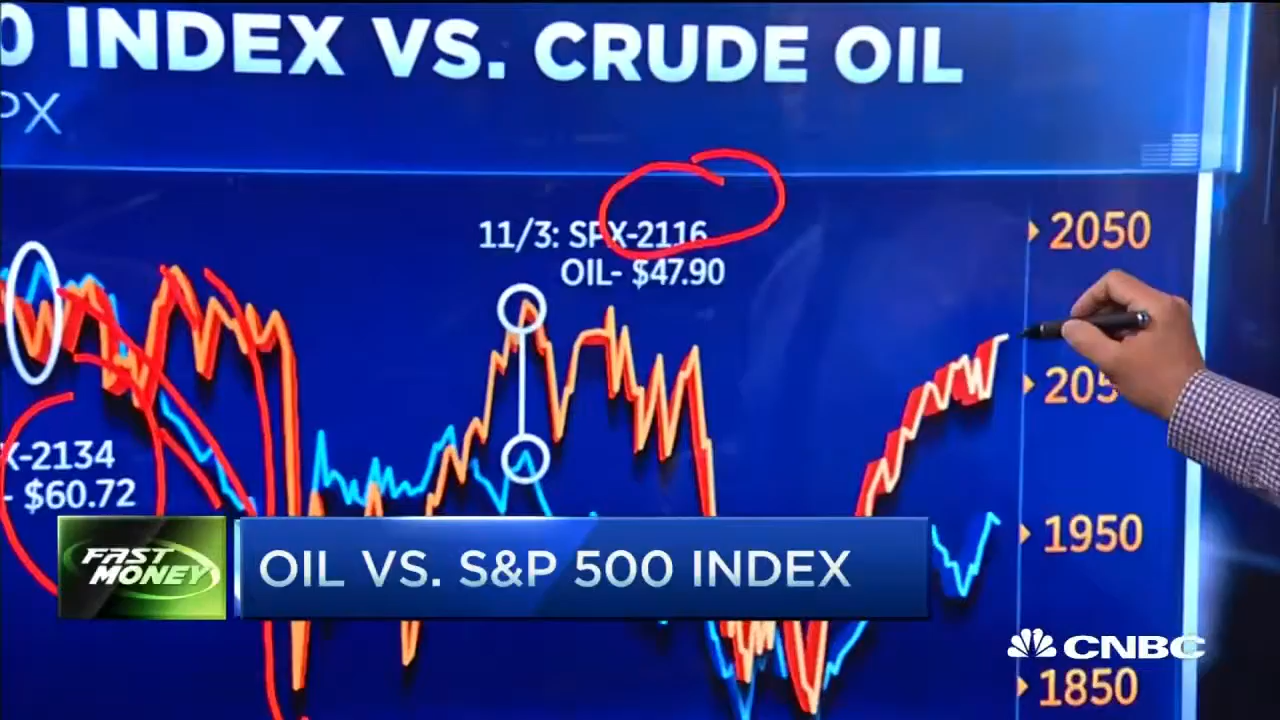 0 INDEX VS. CRUDE OIL
PX
11/3: SPX-2116
OIL- $47.90
2050
205
X-2134
- $60.72
1950
FAST
MONEY
OIL VS. S&P 500 INDEX
CNBC
1850